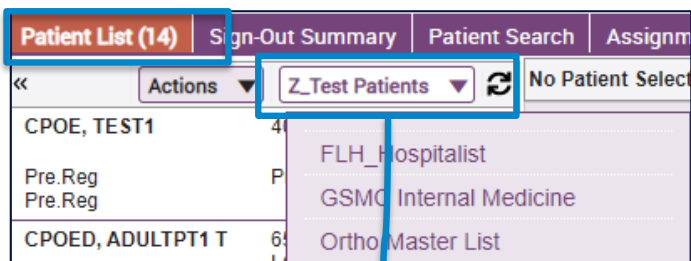 Patient List (14) Sign-Out Summary Patient Search Assignm
« Actions Z_Test Patients No Patient Select
CPOE, TEST1
FLH_Hospitalist
Pre.Reg
Pre.Reg
GSMC Internal Medicine
CPOED, ADULTPT1 T
Ortho Master List